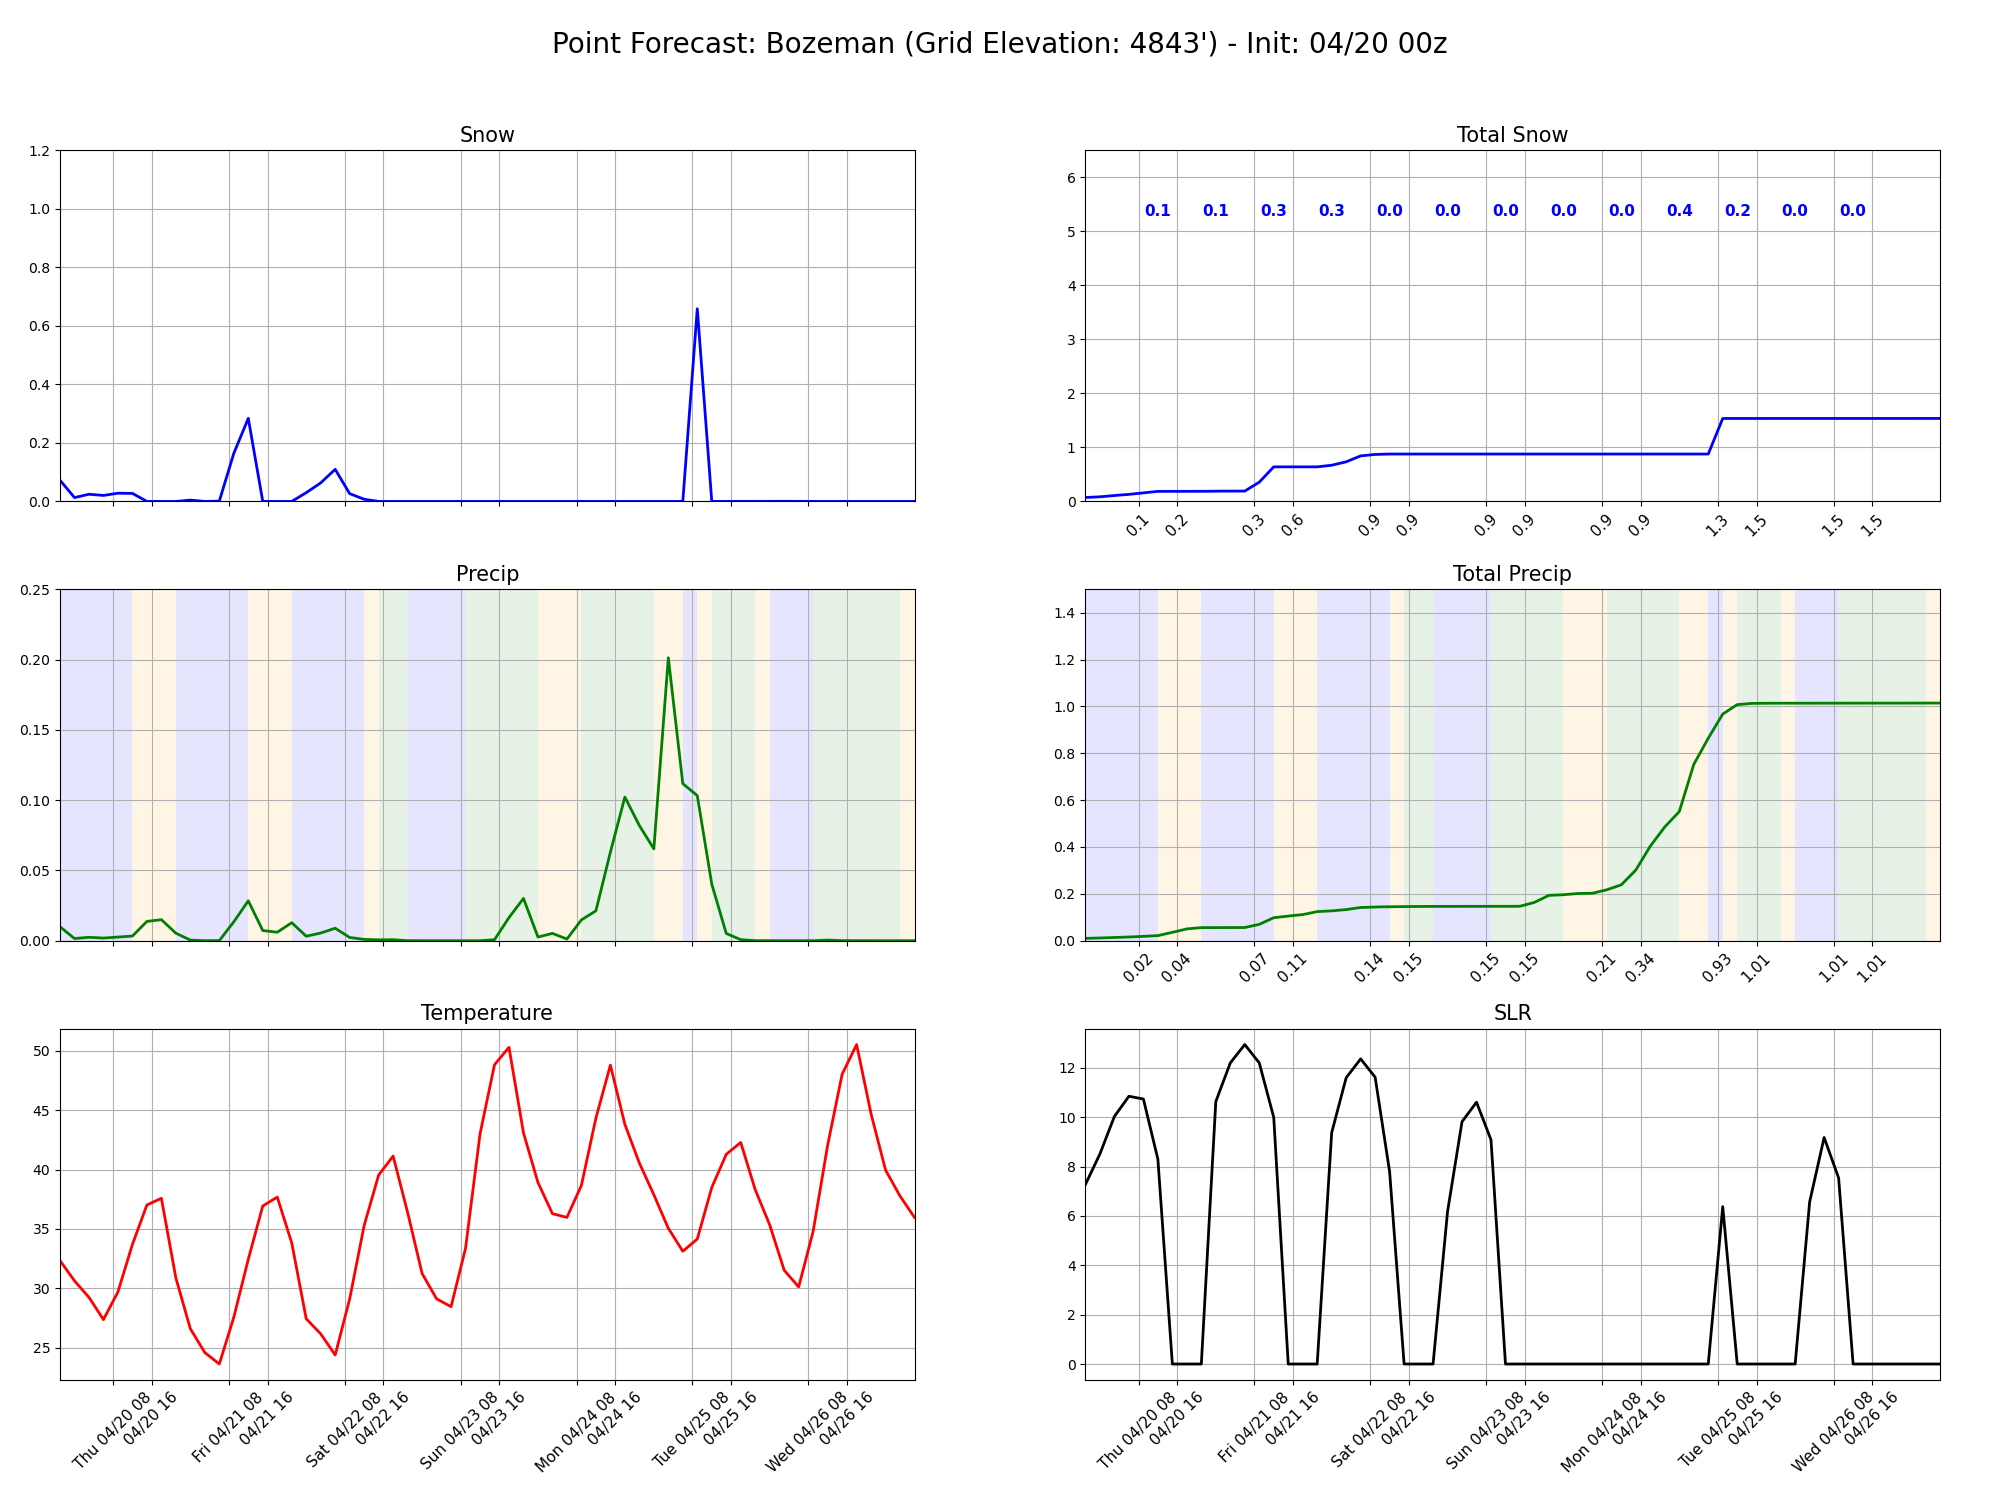 Point Forecast: Bozeman (Grid Elevation: 4843') - Init: 04/20 00z
Snow
1.2
1.0
0.8
0.6
0.4
0.2
0.0
Total Snow
6
5
4
3
2
1
0
0.1 0.1 0.3 0.3 0.0 0.0 0.0 0.0 0.0 0.4 0.2 0.0 0.0
0.1 0.2 0.3 0.6 0.9 0.9 0.9 0.9 0.9 0.9 1.3 1.5 1.5 1.5
Precip
0.25
0.20
0.15
0.10
0.05
0.00
Total Precip
1.4
1.2
1.0
0.8
0.6
0.4
0.2
0.0
0.02 0.04 0.07 0.11 0.14 0.15 0.15 0.15 0.21 0.34 0.93 1.01 1.01 1.01
Temperature
50
45
40
35
30
25
Thu 04/20 08
04/20 16
Fri 04/21 08
04/21 16
Sat 04/22 08
04/22 16
Sun 04/23 08
04/23 16
Mon 04/24 08
04/24 16
Tue 04/25 08
04/25 16
Wed 04/26 08
04/26 16
SLR
12
10
8
6
4
2
0
Thu 04/20 08
04/20 16
Fri 04/21 08
04/21 16
Sat 04/22 08
04/22 16
Sun 04/23 08
04/23 16
Mon 04/24 08
04/24 16
Tue 04/25 08
04/25 16
Wed 04/26 08
04/26 16